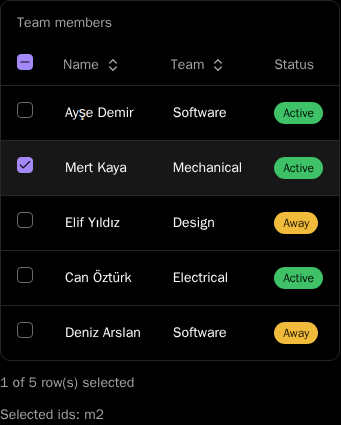 Team members
Name Team Status
Ayşe Demir Software Active
Mert Kaya Mechanical Active
Elif Yıldız Design Away
Can Öztürk Electrical Active
Deniz Arslan Software Away
1 of 5 row(s) selected
Selected ids: m2